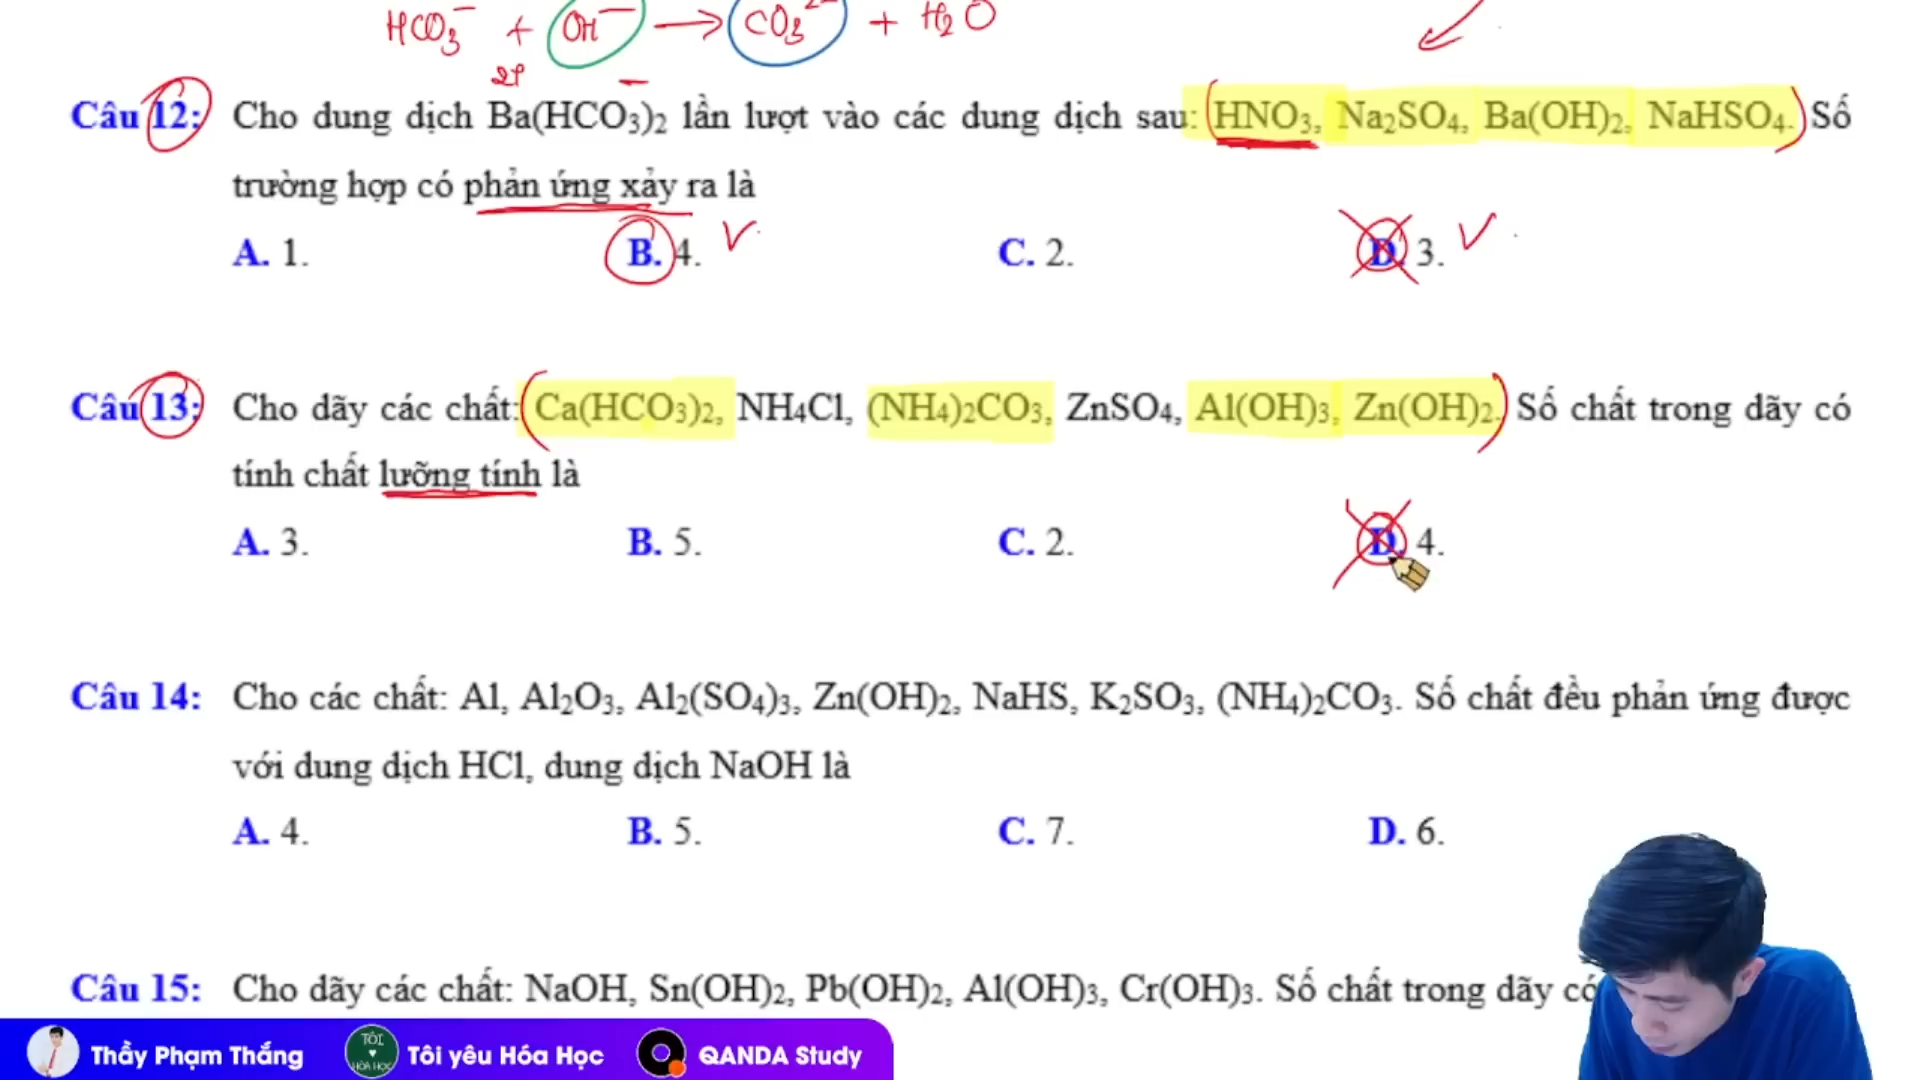 HCO₃⁻ + OH⁻ → CO₃²⁻ + H₂O
Câu 12: Cho dung dịch Ba(HCO₃)₂ lần lượt vào các dung dịch sau: HNO₃, Na₂SO₄, Ba(OH)₂, NaHSO₄. Số
trường hợp có phản ứng xảy ra là
A. 1. B. 4. C. 2. D. 3.
Câu 13: Cho dãy các chất: Ca(HCO₃)₂, NH₄Cl, (NH₄)₂CO₃, ZnSO₄, Al(OH)₃, Zn(OH)₂. Số chất trong dãy có
tính chất lưỡng tính là
A. 3. B. 5. C. 2. D. 4.
Câu 14: Cho các chất: Al, Al₂O₃, Al₂(SO₄)₃, Zn(OH)₂, NaHS, K₂SO₃, (NH₄)₂CO₃. Số chất đều phản ứng được
với dung dịch HCl, dung dịch NaOH là
A. 4. B. 5. C. 7. D. 6.
Câu 15: Cho dãy các chất: NaOH, Sn(OH)₂, Pb(OH)₂, Al(OH)₃, Cr(OH)₃. Số chất trong dãy có
Thầy Phạm Thắng TÔI ♥ HÓA HỌC Tôi yêu Hóa Học QANDA Study